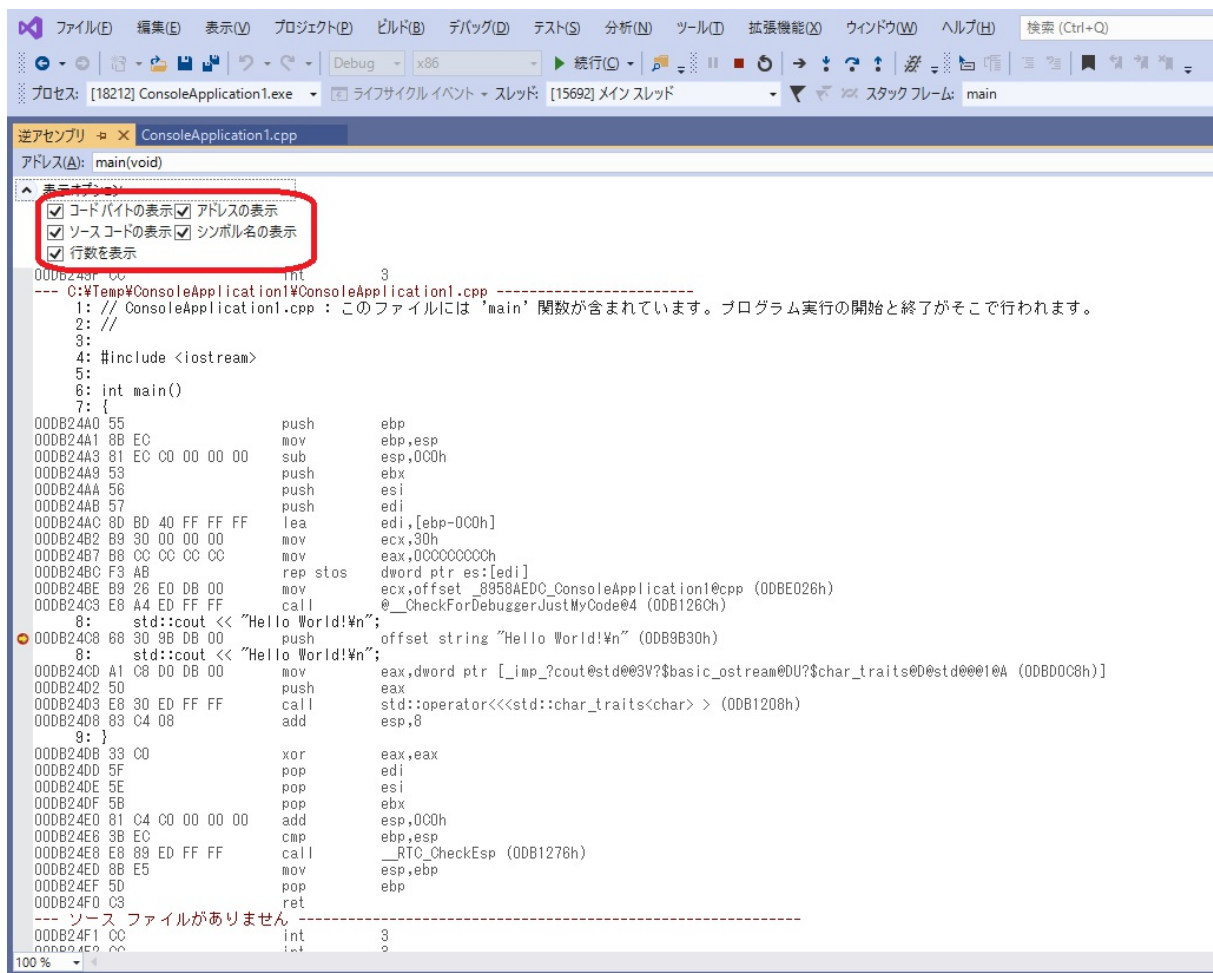 ファイル(F) 編集(E) 表示(V) プロジェクト(P) ビルド(B) デバッグ(D) テスト(S) 分析(N) ツール(T) 拡張機能(X) ウィンドウ(W) ヘルプ(H) 検索 (Ctrl+Q)
Debug x86 続行(C)
プロセス: [18212] ConsoleApplication1.exe ライフサイクル イベント スレッド: [15692] メイン スレッド スタック フレーム: main
逆アセンブリ ConsoleApplication1.cpp
アドレス(A): main(void)
表示オプション
コード バイトの表示 アドレスの表示
ソース コードの表示 シンボル名の表示
行数を表示
00DB249F CC int 3
--- C:¥Temp¥ConsoleApplication1¥ConsoleApplication1.cpp ------------------------
1: // ConsoleApplication1.cpp : このファイルには 'main' 関数が含まれています。プログラム実行の開始と終了がそこで行われます。
2: //
3:
4: #include <iostream>
5:
6: int main()
7: {
00DB24A0 55 push ebp
00DB24A1 8B EC mov ebp,esp
00DB24A3 81 EC C0 00 00 00 sub esp,0C0h
00DB24A9 53 push ebx
00DB24AA 56 push esi
00DB24AB 57 push edi
00DB24AC 8D BD 40 FF FF FF lea edi,[ebp-0C0h]
00DB24B2 B9 30 00 00 00 mov ecx,30h
00DB24B7 B8 CC CC CC CC mov eax,0CCCCCCCCh
00DB24BC F3 AB rep stos dword ptr es:[edi]
00DB24BE B9 26 E0 DB 00 mov ecx,offset _8958AEDC_ConsoleApplication1@cpp (0DBE026h)
00DB24C3 E8 A4 ED FF FF call @__CheckForDebuggerJustMyCode@4 (0DB126Ch)
8: std::cout << "Hello World!¥n";
00DB24C8 68 30 9B DB 00 push offset string "Hello World!¥n" (0DB9B30h)
8: std::cout << "Hello World!¥n";
00DB24CD A1 C8 D0 DB 00 mov eax,dword ptr [_imp_?cout@std@@3V?$basic_ostream@DU?$char_traits@D@std@@@1@A (0DBD0C8h)]
00DB24D2 50 push eax
00DB24D3 E8 30 ED FF FF call std::operator<<<std::char_traits<char> > (0DB1208h)
00DB24D8 83 C4 08 add esp,8
9: }
00DB24DB 33 C0 xor eax,eax
00DB24DD 5F pop edi
00DB24DE 5E pop esi
00DB24DF 5B pop ebx
00DB24E0 81 C4 C0 00 00 00 add esp,0C0h
00DB24E6 3B EC cmp ebp,esp
00DB24E8 E8 89 ED FF FF call __RTC_CheckEsp (0DB1276h)
00DB24ED 8B E5 mov esp,ebp
00DB24EF 5D pop ebp
00DB24F0 C3 ret
--- ソース ファイルがありません -------------------------------------------------------------
00DB24F1 CC int 3
00DB24F2 CC int 3
100 %